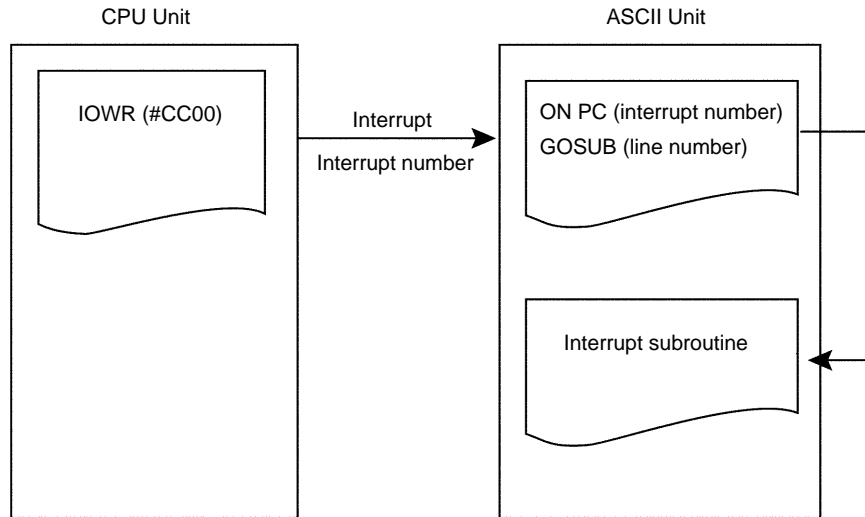 CPU Unit
ASCII Unit
IOWR (#CC00)
Interrupt
Interrupt number
ON PC (interrupt number)
GOSUB (line number)
Interrupt subroutine